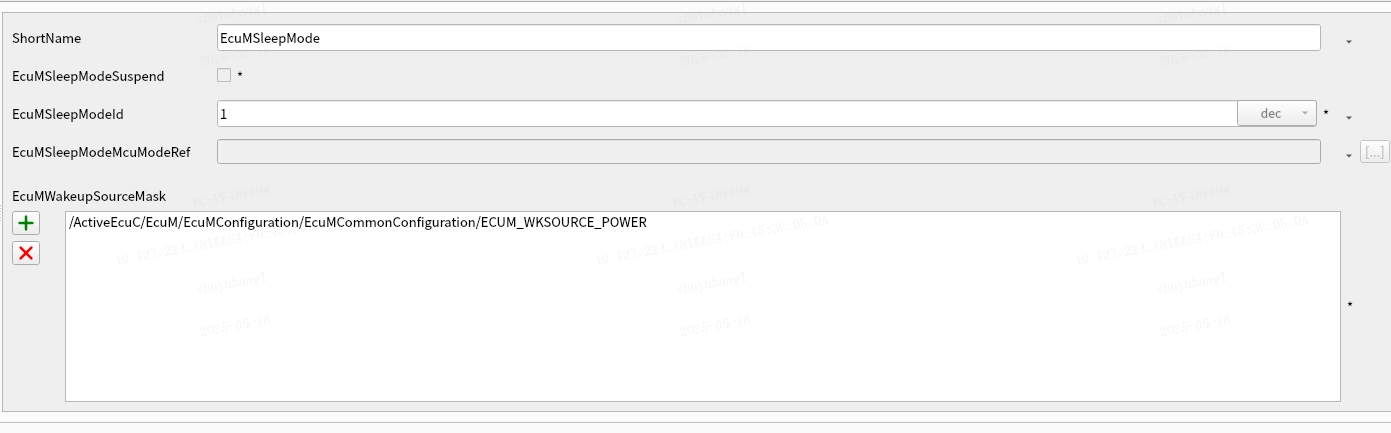 ShortName
EcuMSleepMode
EcuMSleepModeSuspend
*
EcuMSleepModeId
1
dec
*
EcuMSleepModeMcuModeRef
[...]
EcuMWakeupSourceMask
/ActiveEcuC/EcuM/EcuMConfiguration/EcuMCommonConfiguration/ECUM_WKSOURCE_POWER
*